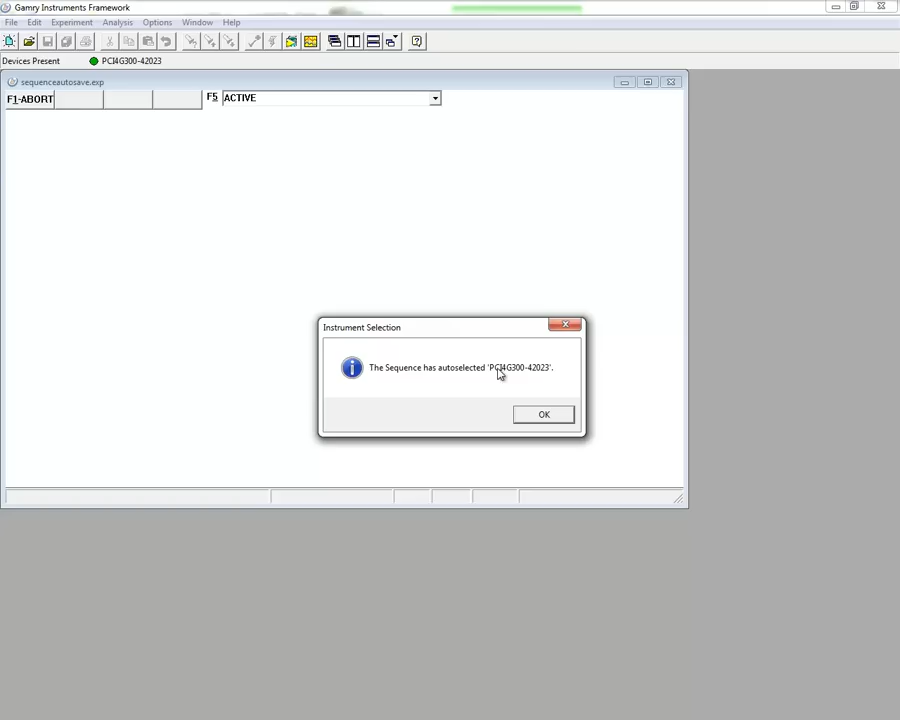 Gamry Instruments Framework
File Edit Experiment Analysis Options Window Help
Devices Present PCI4G300-42023
sequenceautosave.exp
F1-ABORT F5 ACTIVE
Instrument Selection
The Sequence has autoselected 'PCI4G300-42023'.
OK